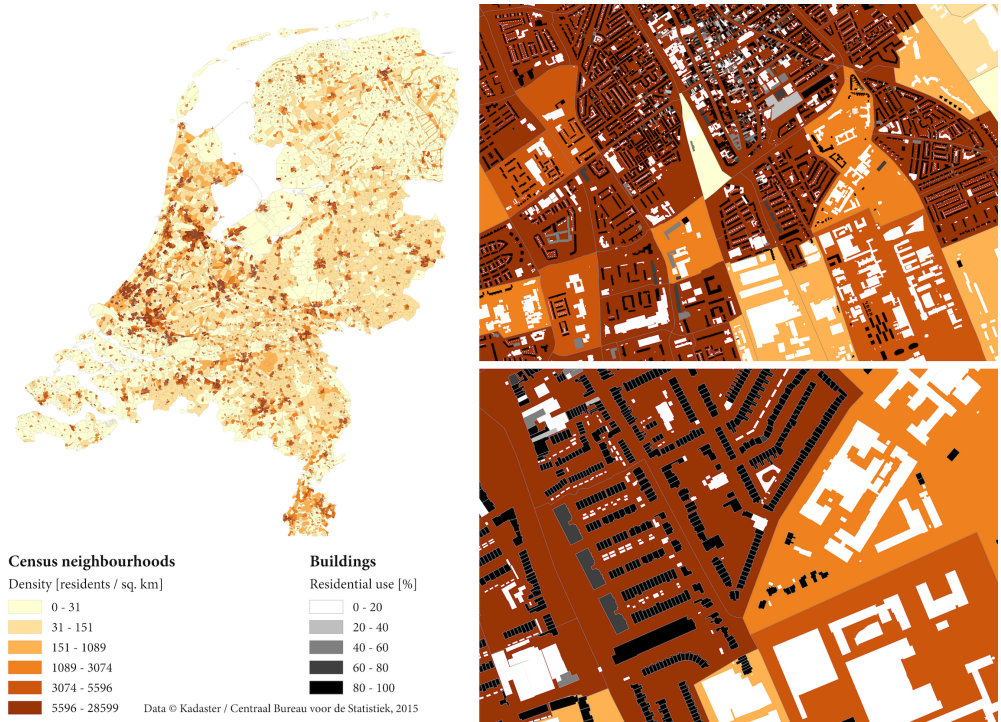 Census neighbourhoods
Density [residents / sq. km]
0 - 31
31 - 151
151 - 1089
1089 - 3074
3074 - 5596
5596 - 28599
Buildings
Residential use [%]
0 - 20
20 - 40
40 - 60
60 - 80
80 - 100
Data © Kadaster / Centraal Bureau voor de Statistiek, 2015